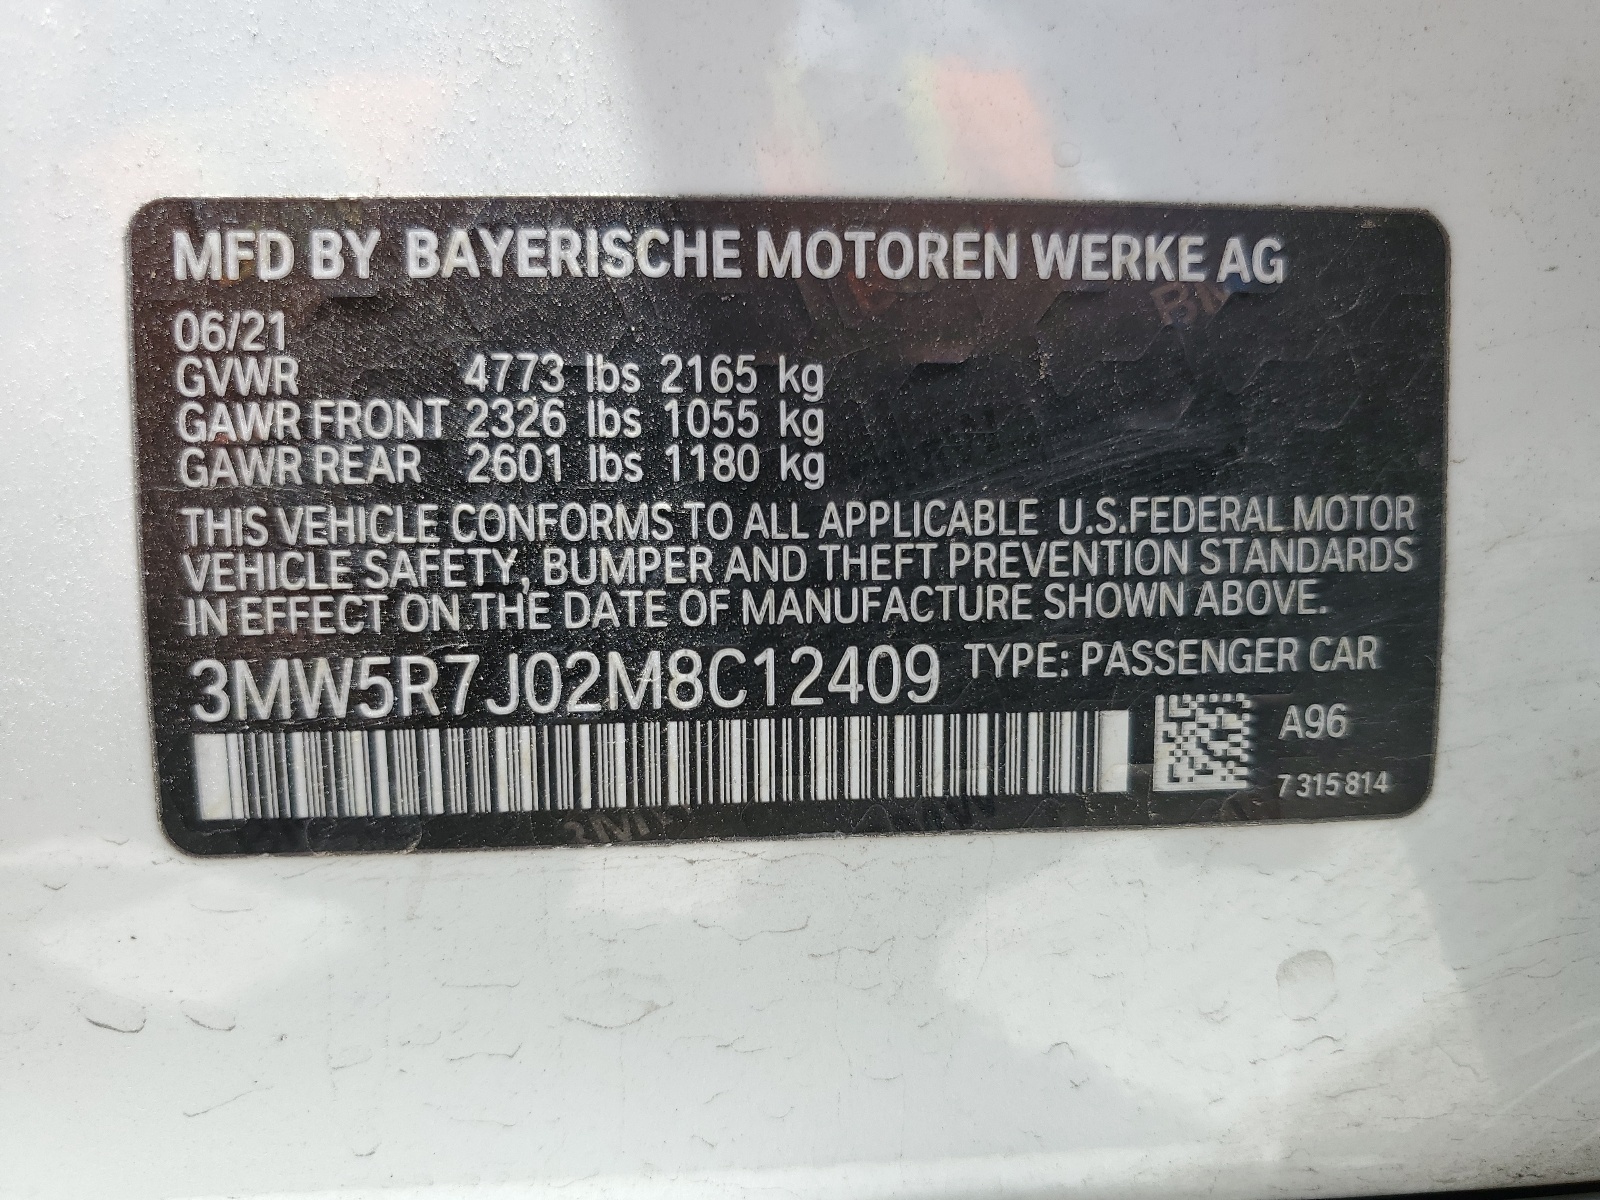 MFD BY BAYERISCHE MOTOREN WERKE AG
06/21
GVWR 4773 lbs 2165 kg
GAWR FRONT 2326 lbs 1055 kg
GAWR REAR 2601 lbs 1180 kg
THIS VEHICLE CONFORMS TO ALL APPLICABLE U.S.FEDERAL MOTOR
VEHICLE SAFETY, BUMPER AND THEFT PREVENTION STANDARDS
IN EFFECT ON THE DATE OF MANUFACTURE SHOWN ABOVE.
3MW5R7J02M8C12409 TYPE: PASSENGER CAR
A96
7 315 814